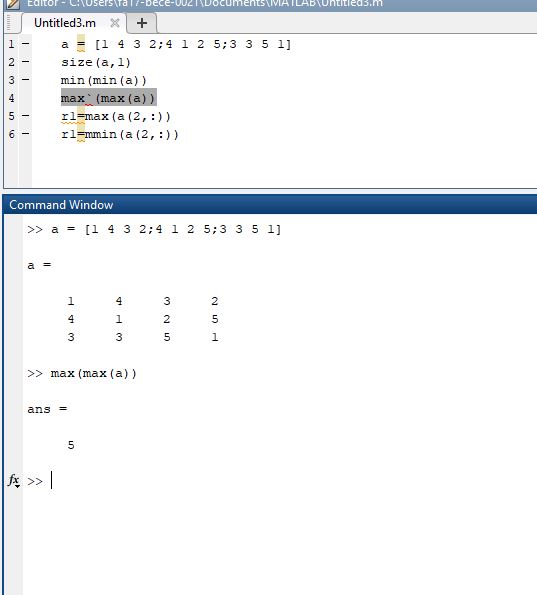 Editor - C:\Users\fa17-bece-0021\Documents\MATLAB\Untitled3.m
Untitled3.m × +
1 - a = [1 4 3 2;4 1 2 5;3 3 5 1]
2 - size(a,1)
3 - min(min(a))
4 max`(max(a))
5 - r1=max(a(2,:))
6 - r1=mmin(a(2,:))
Command Window
>> a = [1 4 3 2;4 1 2 5;3 3 5 1]
a =
1 4 3 2
4 1 2 5
3 3 5 1
>> max(max(a))
ans =
5
fx >>